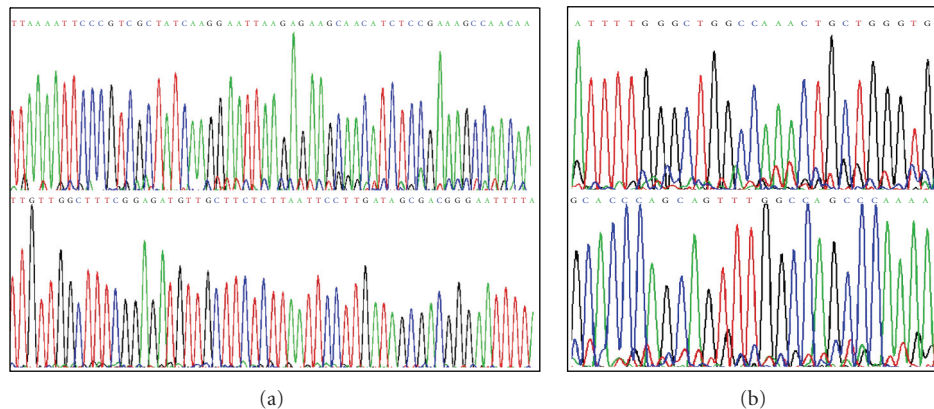 TTAAAATTCCCGTCGCTATCAAGGAATTAAGAGAAGCAACATCTCCGAAAGCCAACAA
TTGTTGGCTTTCGGAGATGTTGCTTCTCTTAATTCCTTGATAGCGACGGGAATTTTA
(a)
ATTTTGGGCTGGCCAAACTGCTGGGTG
GCACCCAGCAGTTTGGCCAGCCCAAAA
(b)